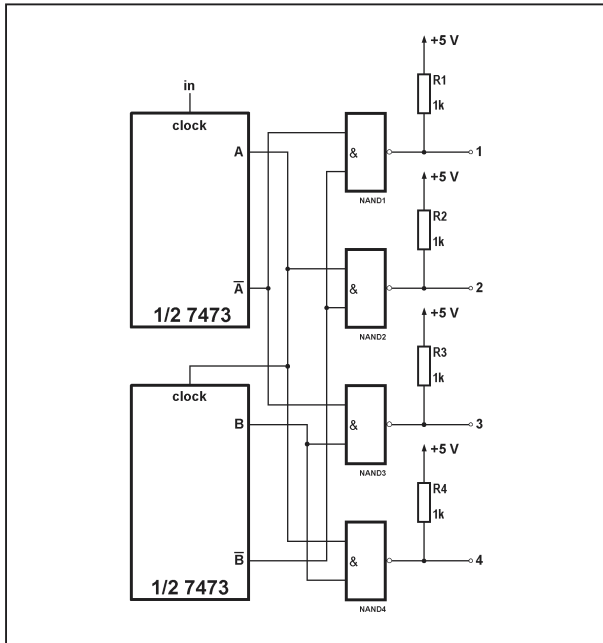 +5 V
R1
1k
in
clock
A
&
1
NAND1
+5 V
R2
1k
A
&
2
1/2 7473
NAND2
+5 V
R3
1k
clock
B
&
3
NAND3
+5 V
R4
1k
B
&
4
1/2 7473
NAND4